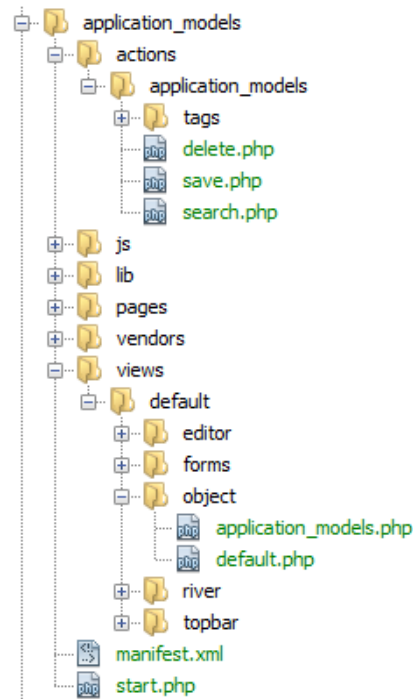 application_models
actions
application_models
tags
delete.php
save.php
search.php
js
lib
pages
vendors
views
default
editor
forms
object
application_models.php
default.php
river
topbar
manifest.xml
start.php